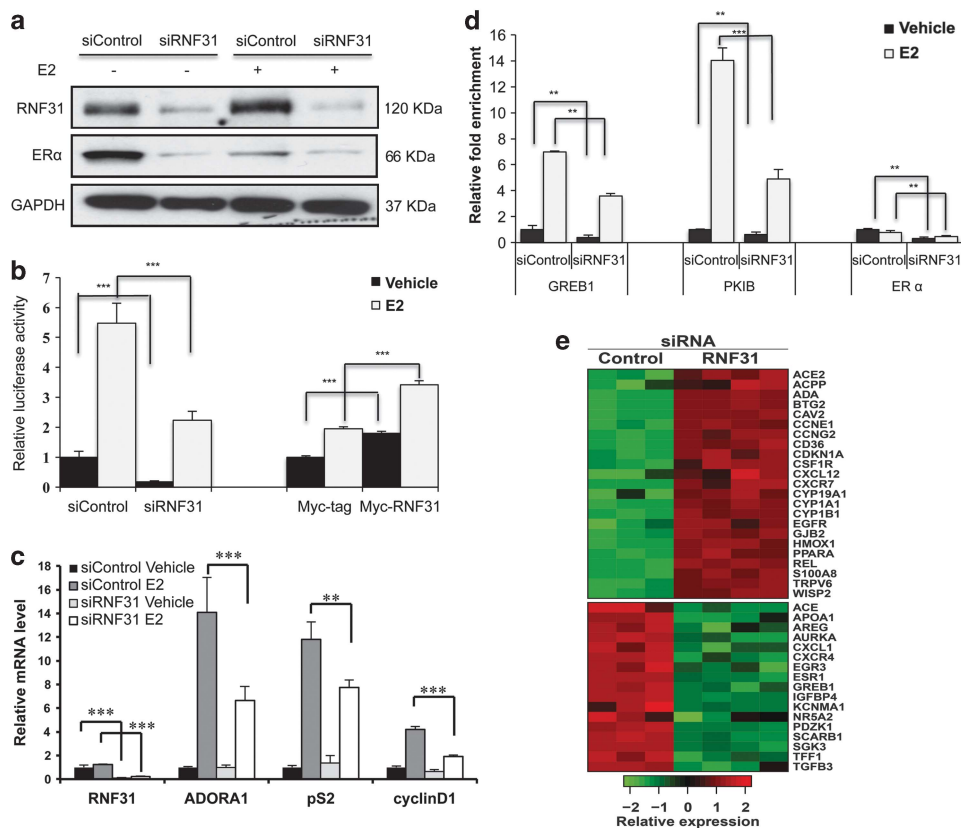 a
siControl siRNF31 siControl siRNF31
E2 - - + +
RNF31 120 KDa
ERα 66 KDa
GAPDH 37 KDa
b
Relative luciferase activity
7
6
5
4
3
2
1
0
*** *** *** ***
Vehicle
E2
siControl siRNF31 Myc-tag Myc-RNF31
c
Relative mRNA level
18
16
14
12
10
8
6
4
2
0
siControl Vehicle
siControl E2
siRNF31 Vehicle
siRNF31 E2
*** *** *** ** ***
RNF31 ADORA1 pS2 cyclinD1
d
Relative fold enrichment
16
14
12
10
8
6
4
2
0
** ** ** *** ** **
Vehicle
E2
siControl siRNF31 siControl siRNF31 siControl siRNF31
GREB1 PKIB ER α
e
siRNA
Control RNF31
ACE2
ACPP
ADA
BTG2
CAV2
CCNE1
CCNG2
CD36
CDKN1A
CSF1R
CXCL12
CXCR7
CYP19A1
CYP1A1
CYP1B1
EGFR
GJB2
HMOX1
PPARA
REL
S100A8
TRPV6
WISP2
ACE
APOA1
AREG
AURKA
CXCL1
CXCR4
EGR3
ESR1
GREB1
IGFBP4
KCNMA1
NR5A2
PDZK1
SCARB1
SGK3
TFF1
TGFB3
−2 −1 0 1 2
Relative expression